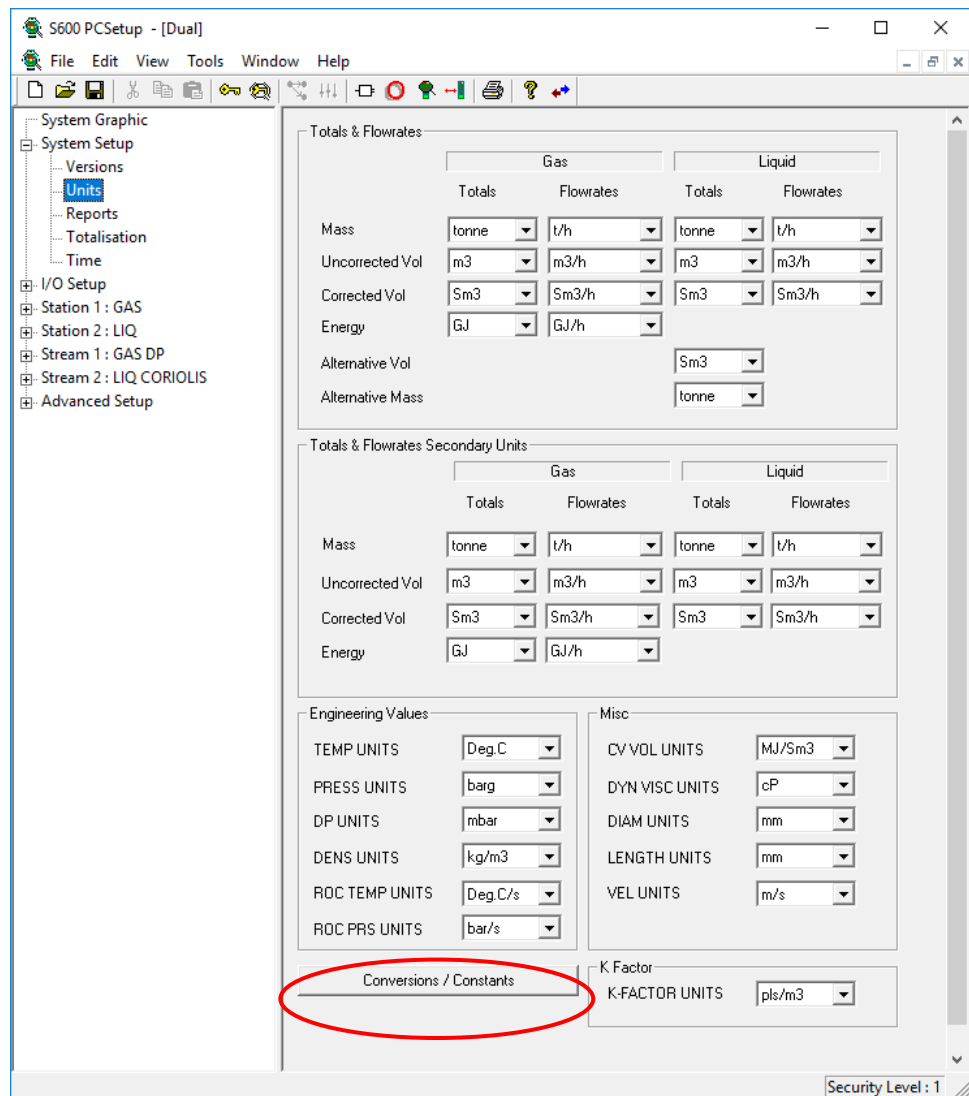 S600 PCSetup - [Dual]
File Edit View Tools Window Help
System Graphic
System Setup
Versions
Units
Reports
Totalisation
Time
I/O Setup
Station 1 : GAS
Station 2 : LIQ
Stream 1 : GAS DP
Stream 2 : LIQ CORIOLIS
Advanced Setup
Totals & Flowrates
Gas Liquid
Totals Flowrates Totals Flowrates
Mass tonne t/h tonne t/h
Uncorrected Vol m3 m3/h m3 m3/h
Corrected Vol Sm3 Sm3/h Sm3 Sm3/h
Energy GJ GJ/h
Alternative Vol Sm3
Alternative Mass tonne
Totals & Flowrates Secondary Units
Gas Liquid
Totals Flowrates Totals Flowrates
Mass tonne t/h tonne t/h
Uncorrected Vol m3 m3/h m3 m3/h
Corrected Vol Sm3 Sm3/h Sm3 Sm3/h
Energy GJ GJ/h
Engineering Values
TEMP UNITS Deg.C
PRESS UNITS barg
DP UNITS mbar
DENS UNITS kg/m3
ROC TEMP UNITS Deg.C/s
ROC PRS UNITS bar/s
Misc
CV VOL UNITS MJ/Sm3
DYN VISC UNITS cP
DIAM UNITS mm
LENGTH UNITS mm
VEL UNITS m/s
Conversions / Constants
K Factor
K-FACTOR UNITS pls/m3
Security Level : 1